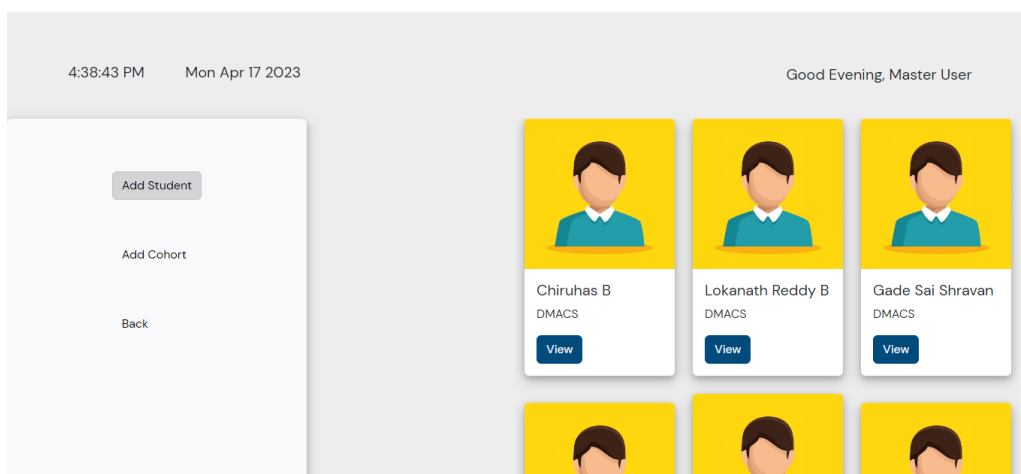 4:38:43 PM Mon Apr 17 2023
Good Evening, Master User
Add Student
Add Cohort
Back
Chiruhas B
DMACS
View
Lokanath Reddy B
DMACS
View
Gade Sai Shravan
DMACS
View